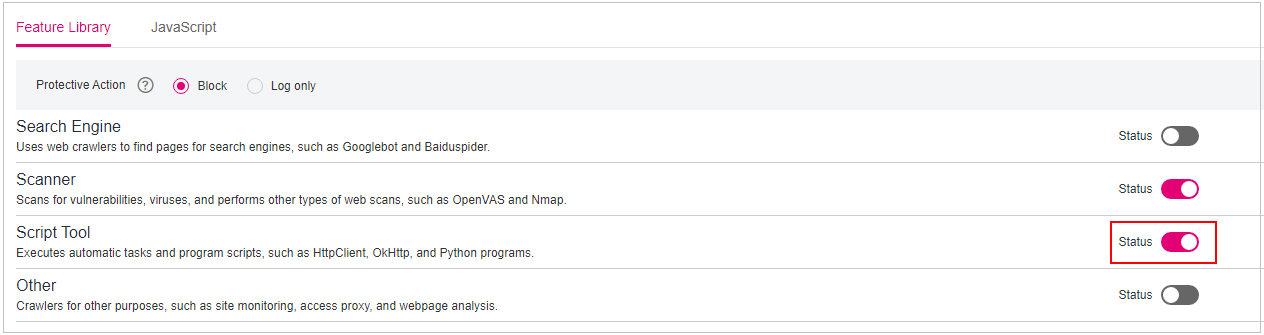 Feature Library JavaScript
Protective Action ? Block Log only
Search Engine
Status
Uses web crawlers to find pages for search engines, such as Googlebot and Baiduspider.
Scanner
Status
Scans for vulnerabilities, viruses, and performs other types of web scans, such as OpenVAS and Nmap.
Script Tool
Status
Executes automatic tasks and program scripts, such as HttpClient, OkHttp, and Python programs.
Other
Status
Crawlers for other purposes, such as site monitoring, access proxy, and webpage analysis.